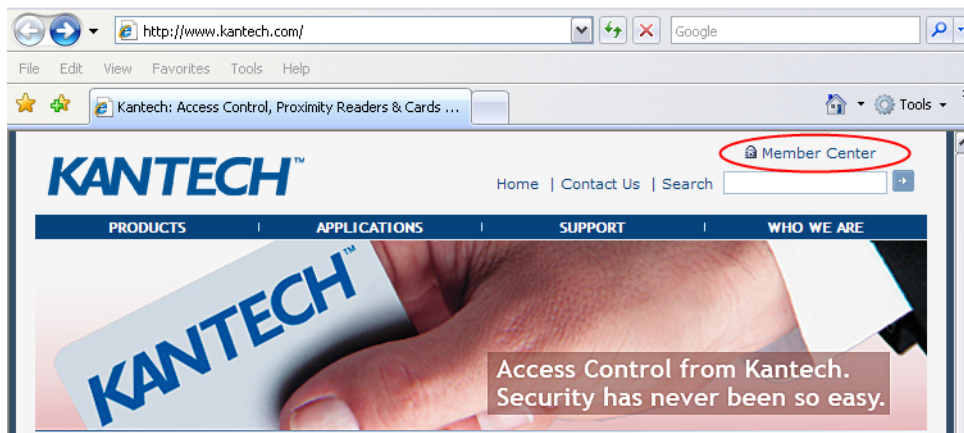 http://www.kantech.com/
Google
File Edit View Favorites Tools Help
Kantech: Access Control, Proximity Readers & Cards ...
Tools
Member Center
KANTECH™
Home | Contact Us | Search
PRODUCTS | APPLICATIONS | SUPPORT | WHO WE ARE
KANTECH™
Access Control from Kantech.
Security has never been so easy.